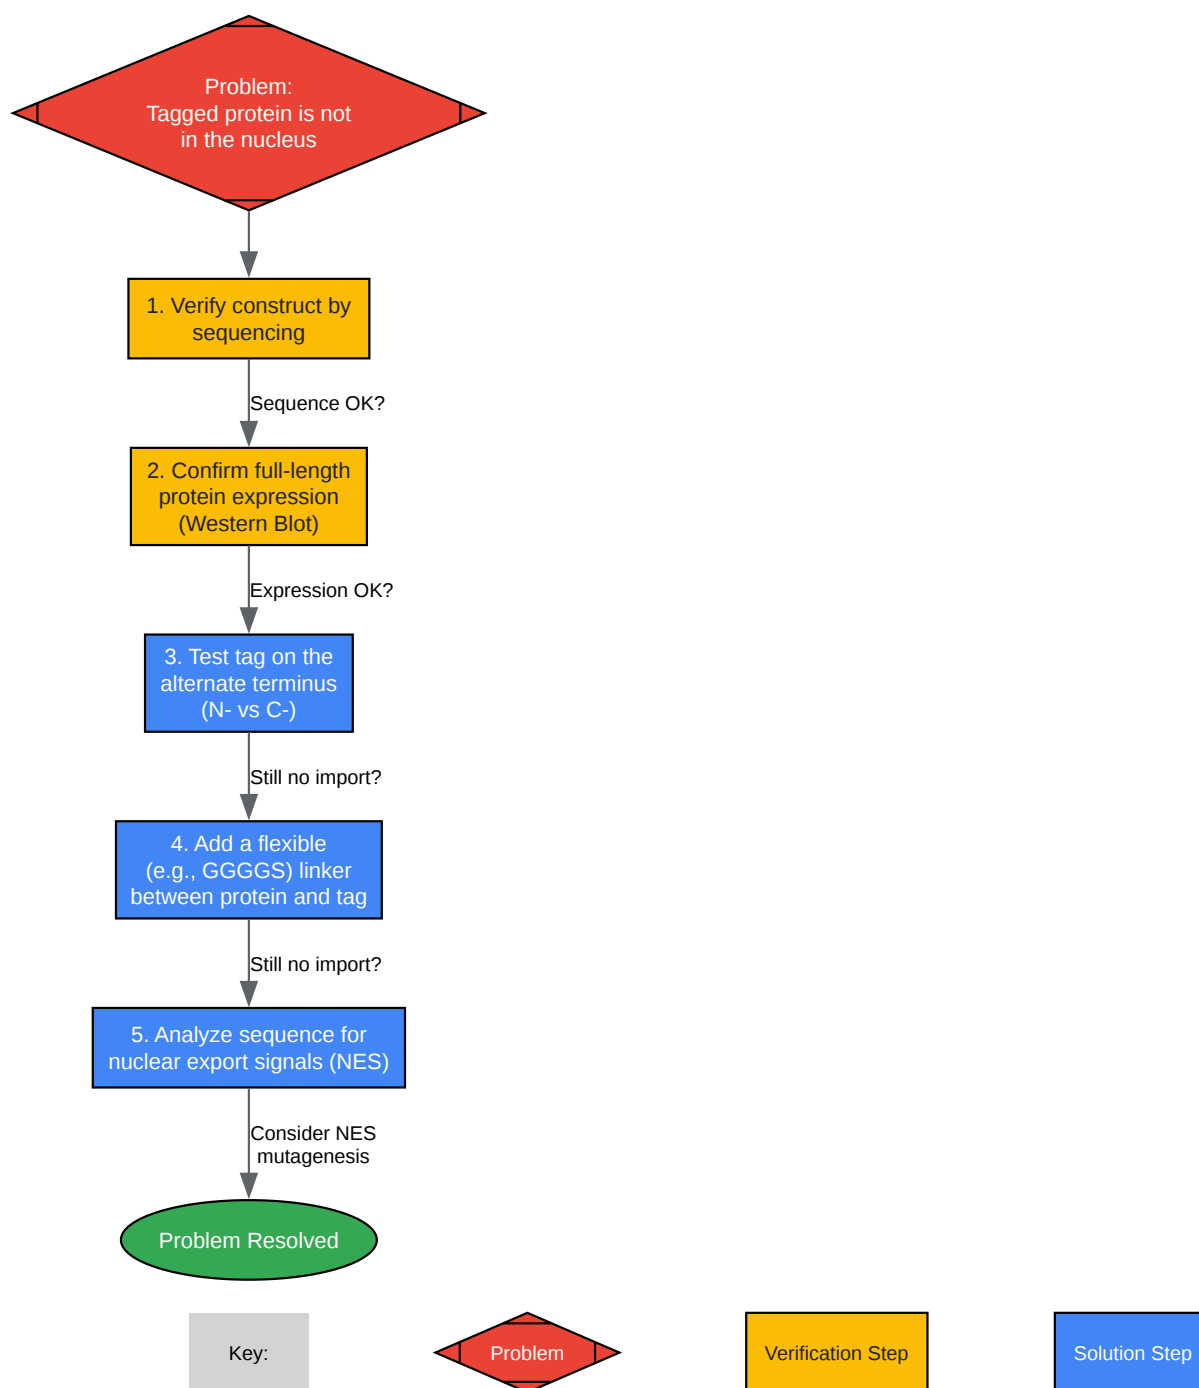 Problem:
Tagged protein is not
in the nucleus
1. Verify construct by
sequencing
Sequence OK?
2. Confirm full-length
protein expression
(Western Blot)
Expression OK?
3. Test tag on the
alternate terminus
(N- vs C-)
Still no import?
4. Add a flexible
(e.g., GGGGS) linker
between protein and tag
Still no import?
5. Analyze sequence for
nuclear export signals (NES)
Consider NES
mutagenesis
Problem Resolved
Key:
Problem
Verification Step
Solution Step